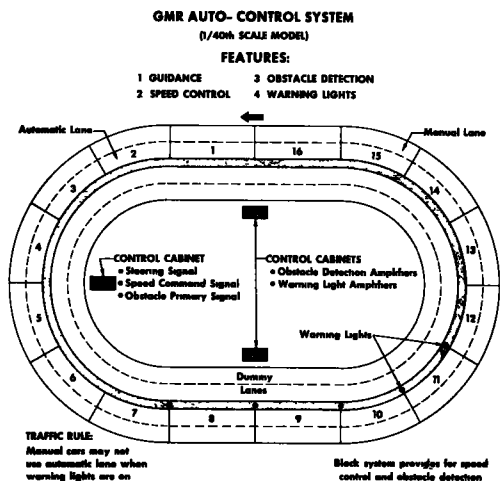 GMR AUTO-CONTROL SYSTEM
(1/40th SCALE MODEL)
FEATURES:
1 GUIDANCE 3 OBSTACLE DETECTION
2 SPEED CONTROL 4 WARNING LIGHTS
Automatic Lane
Manual Lane
2
1
16
15
3
14
4
13
5
12
6
11
7
8
9
10
CONTROL CABINET
• Steering Signal
• Speed Command Signal
• Obstacle Primary Signal
CONTROL CABINETS
• Obstacle Detection Amplifiers
• Warning Light Amplifiers
Warning Lights
Dummy
Lanes
TRAFFIC RULE:
Manual cars may not
use automatic lane when
warning lights are on
Block system provides for speed
control and obstacle detection